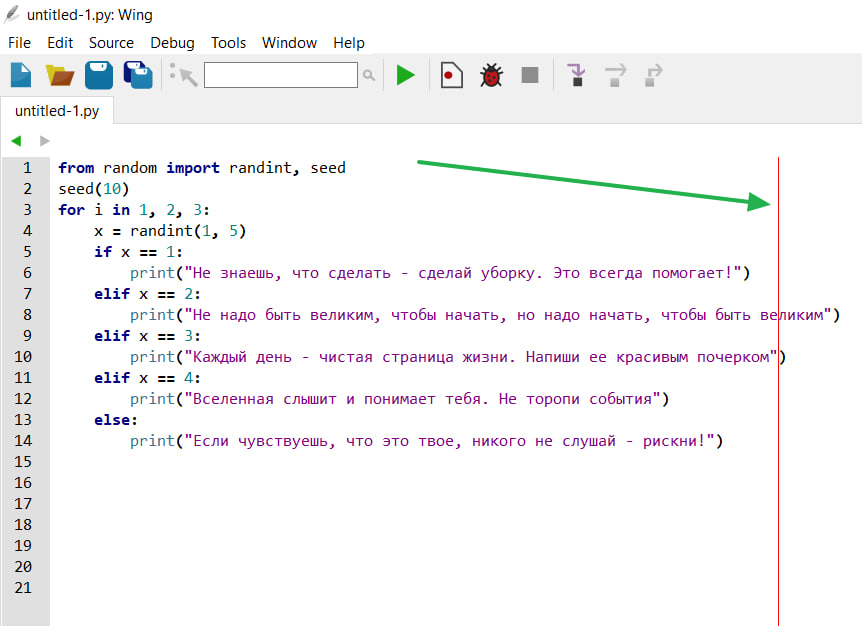 untitled-1.py: Wing
File Edit Source Debug Tools Window Help
untitled-1.py
1 from random import randint, seed
2 seed(10)
3 for i in 1, 2, 3:
4     x = randint(1, 5)
5     if x == 1:
6         print("Не знаешь, что сделать - сделай уборку. Это всегда помогает!")
7     elif x == 2:
8         print("Не надо быть великим, чтобы начать, но надо начать, чтобы быть великим")
9     elif x == 3:
10         print("Каждый день - чистая страница жизни. Напиши ее красивым почерком")
11     elif x == 4:
12         print("Вселенная слышит и понимает тебя. Не торопи события")
13     else:
14         print("Если чувствуешь, что это твое, никого не слушай - рискни!")
15
16
17
18
19
20
21